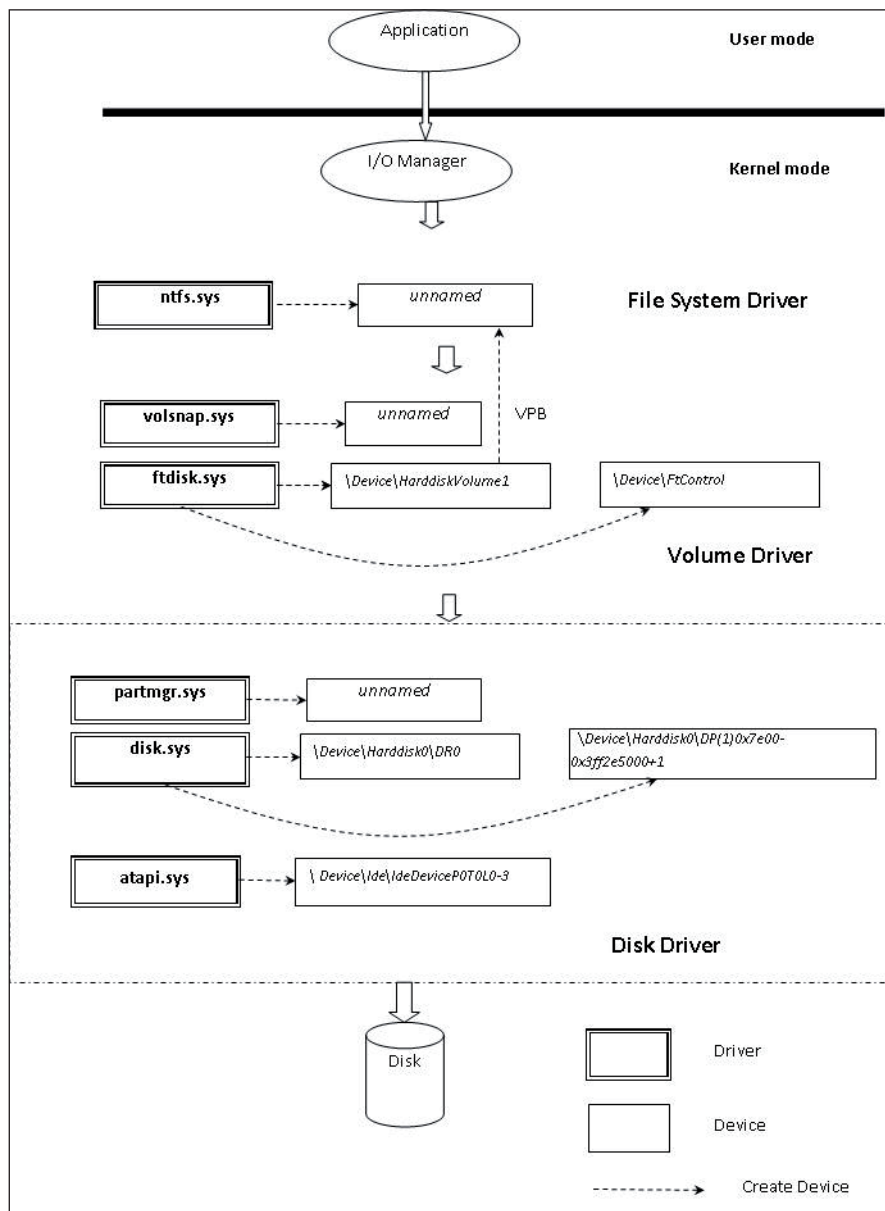 Application
User mode
I/O Manager
Kernel mode
ntfs.sys
unnamed
File System Driver
volsnap.sys
unnamed
VPB
ftdisk.sys
\Device\HarddiskVolume1
\Device\FtControl
Volume Driver
partmgr.sys
unnamed
disk.sys
\Device\Harddisk0\DR0
\Device\Harddisk0\DP(1)0x7e00-
0x3ff2e5000+1
atapi.sys
\ Device\Ide\IdeDeviceP0T0L0-3
Disk Driver
Disk
Driver
Device
Create Device